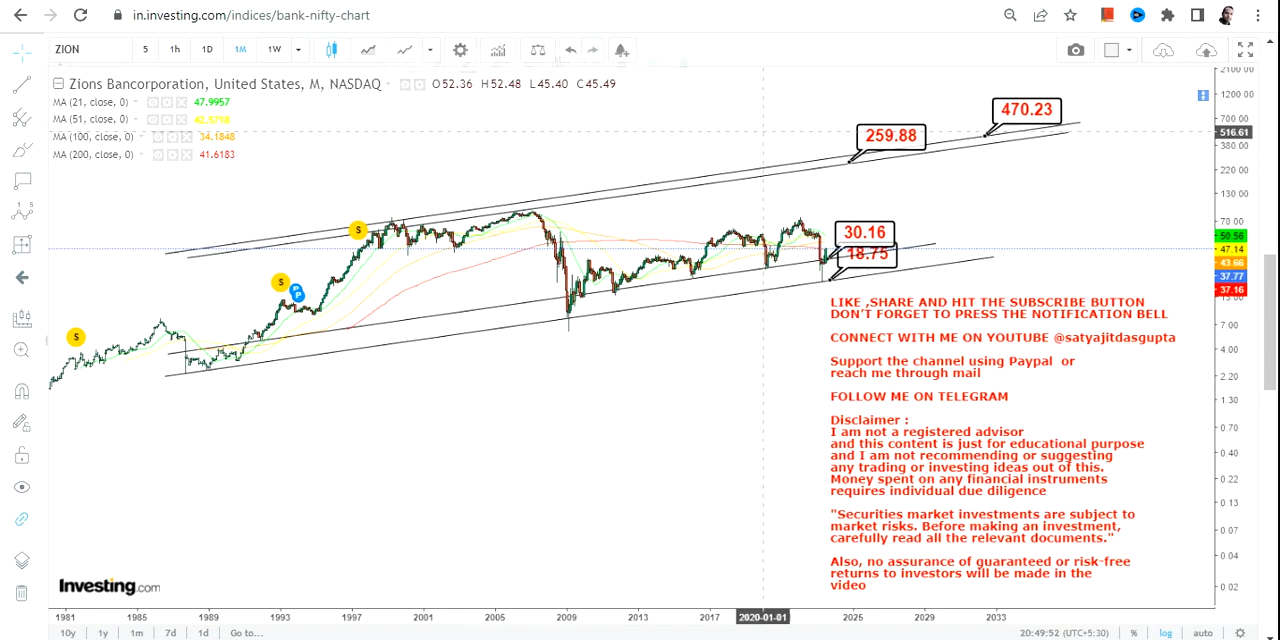 in.investing.com/indices/bank-nifty-chart
ZION 5 1h 1D 1M 1W
Zions Bancorporation, United States, M, NASDAQ O52.36 H52.48 L45.40 C45.49
MA (21, close, 0) 47.9957
MA (51, close, 0)
MA (100, close, 0) 34.1848
MA (200, close, 0) 41.6183
470.23
259.88
30.16
18.75
$
$
$
P
P
1200.00
700.00
516.61
380.00
220.00
130.00
70.00
50.56
47.14
43.66
37.77
37.16
7.00
4.00
2.20
1.30
0.70
0.40
0.22
0.13
0.07
0.04
0.02
LIKE ,SHARE AND HIT THE SUBSCRIBE BUTTON
DON'T FORGET TO PRESS THE NOTIFICATION BELL
CONNECT WITH ME ON YOUTUBE @satyajitdasgupta
Support the channel using Paypal or
reach me through mail
FOLLOW ME ON TELEGRAM
Disclaimer :
I am not a registered advisor
and this content is just for educational purpose
and I am not recommending or suggesting
any trading or investing ideas out of this.
Money spent on any financial instruments
requires individual due diligence
"Securities market investments are subject to
market risks. Before making an investment,
carefully read all the relevant documents."
Also, no assurance of guaranteed or risk-free
returns to investors will be made in the
video
Investing.com
1981 1985 1989 1993 1997 2001 2005 2009 2013 2017 2020-01-01 2025 2029 2033
10y 1y 1m 7d 1d Go to... 20:49:52 (UTC+5:30) % log auto